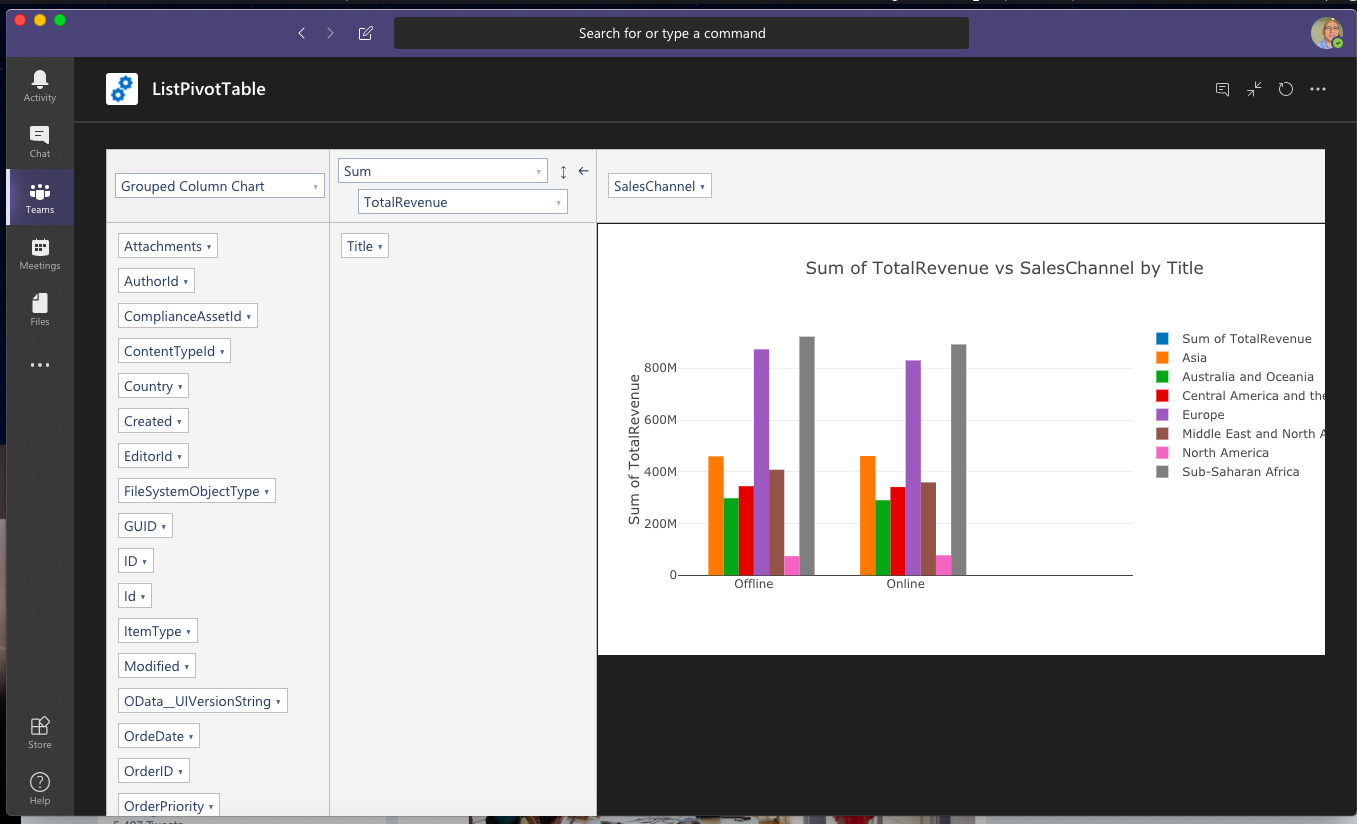 Search for or type a command
Activity
Chat
Teams
Meetings
Files
Store
Help
ListPivotTable
Grouped Column Chart
Sum
TotalRevenue
SalesChannel
Attachments
AuthorId
ComplianceAssetId
ContentTypeId
Country
Created
EditorId
FileSystemObjectType
GUID
ID
Id
ItemType
Modified
OData__UIVersionString
OrdeDate
OrderID
OrderPriority
Title
Sum of TotalRevenue vs SalesChannel by Title
Sum of TotalRevenue
800M
600M
400M
200M
0
Offline
Online
Sum of TotalRevenue
Asia
Australia and Oceania
Central America and the
Europe
Middle East and North A
North America
Sub-Saharan Africa